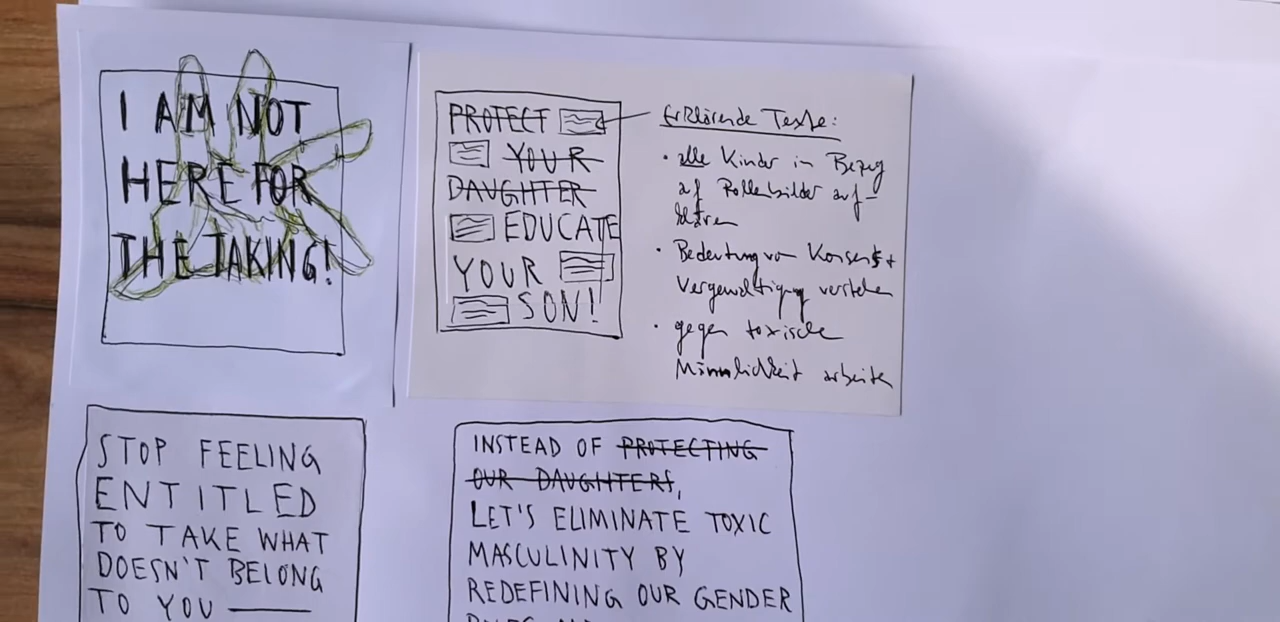 I AM NOT
HERE FOR
THE TAKING!
PROTECT
YOUR
DAUGHTER
EDUCATE
YOUR
SON!
Erklärende Texte:
• alle Kinder in Bezug
auf Rollenbilder auf-
klären
• Bedeutung von Konsens +
Vergewaltigung verstehen
• gegen toxische
Männlichkeit arbeiten
STOP FEELING
ENTITLED
TO TAKE WHAT
DOESN'T BELONG
TO YOU —
INSTEAD OF PROTECTING
OUR DAUGHTERS,
LET'S ELIMINATE TOXIC
MASCULINITY BY
REDEFINING OUR GENDER